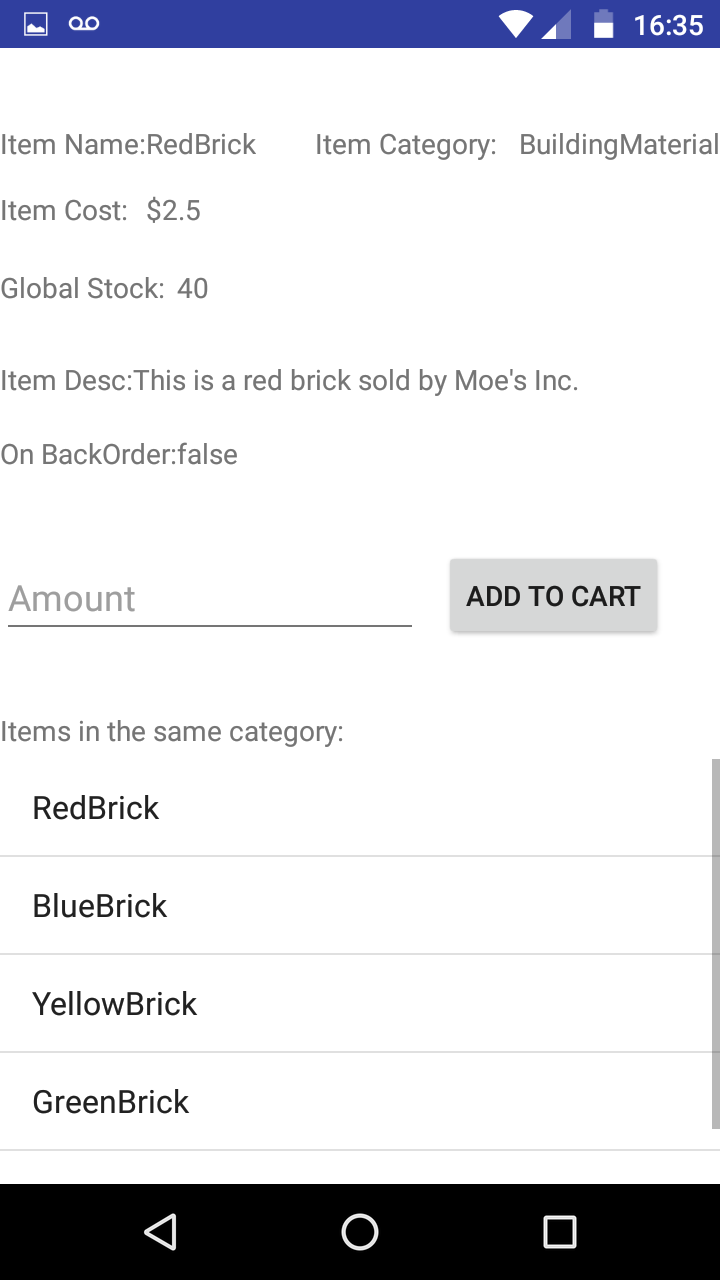 16:35
Item Name:RedBrick Item Category: BuildingMaterial
Item Cost: $2.5
Global Stock: 40
Item Desc:This is a red brick sold by Moe's Inc.
On BackOrder:false
Amount ADD TO CART
Items in the same category:
RedBrick
BlueBrick
YellowBrick
GreenBrick